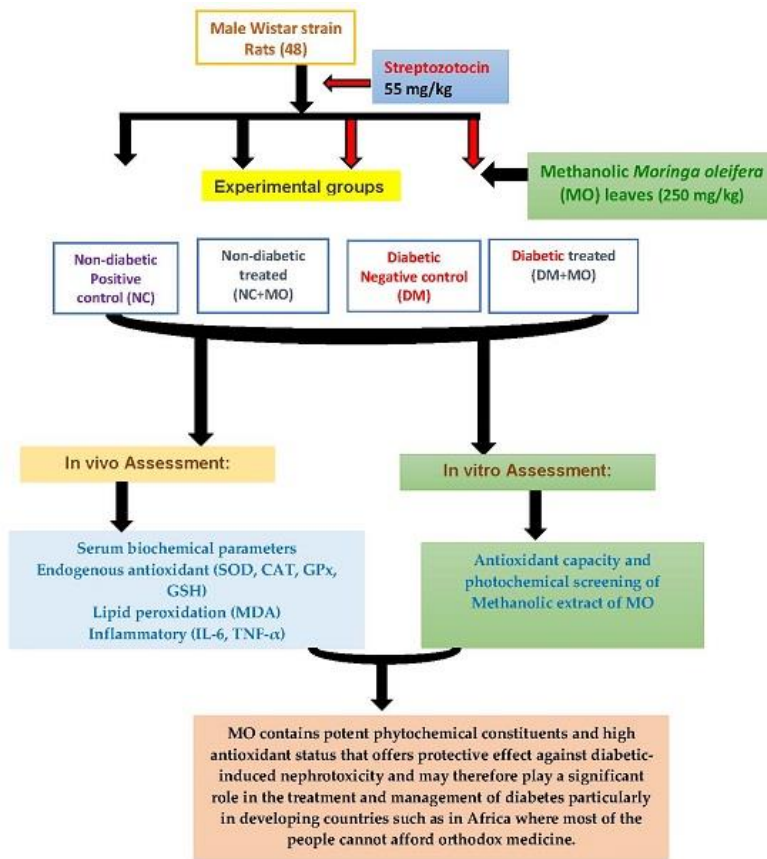 Male Wistar strain
Rats (48)
Streptozotocin
55 mg/kg
Experimental groups
Methanolic Moringa oleifera
(MO) leaves (250 mg/kg)
Non-diabetic
Positive
control (NC)
Non-diabetic
treated
(NC+MO)
Diabetic
Negative control
(DM)
Diabetic treated
(DM+MO)
In vivo Assessment:
In vitro Assessment:
Serum biochemical parameters
Endogenous antioxidant (SOD, CAT, GPx,
GSH)
Lipid peroxidation (MDA)
Inflammatory (IL-6, TNF-α)
Antioxidant capacity and
photochemical screening of
Methanolic extract of MO
MO contains potent phytochemical constituents and high
antioxidant status that offers protective effect against diabetic-
induced nephrotoxicity and may therefore play a significant
role in the treatment and management of diabetes particularly
in developing countries such as in Africa where most of the
people cannot afford orthodox medicine.